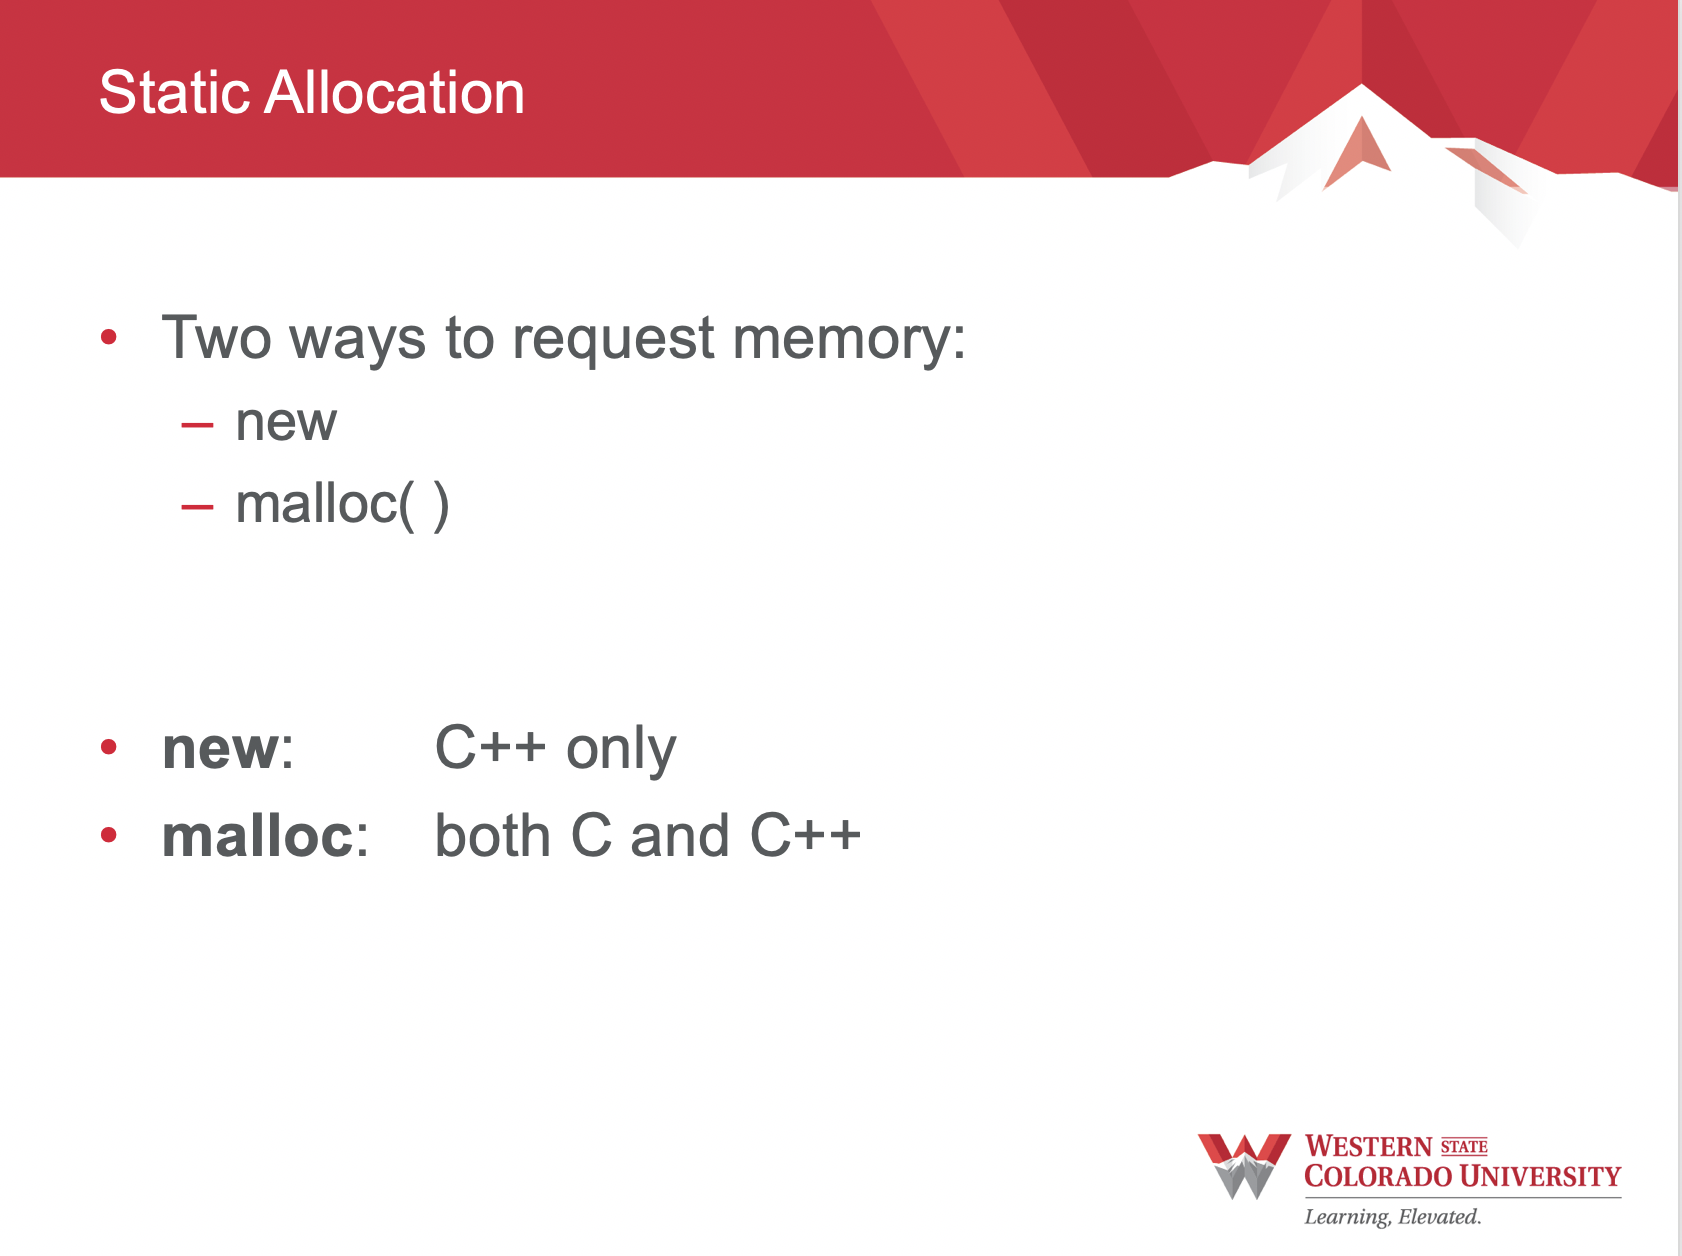 Static Allocation
• Two ways to request memory:
– new
– malloc( )
• new: C++ only
• malloc: both C and C++
WESTERN STATE
COLORADO UNIVERSITY
Learning, Elevated.